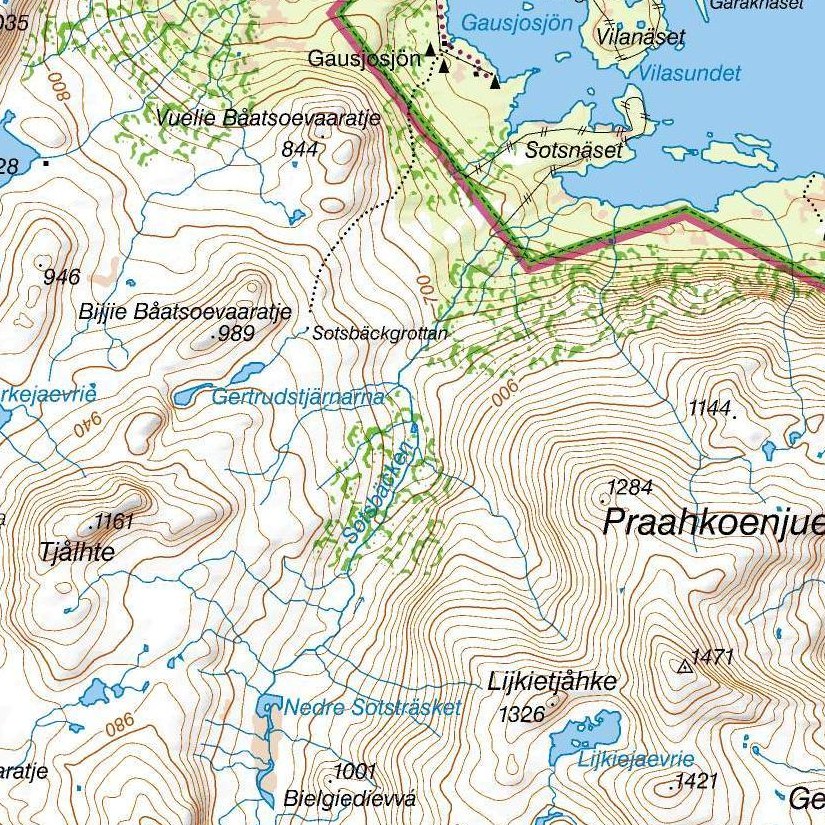 Garaknäset
035
Gausjosjön
Vilanäset
Gausjosjön
Vilasundet
800
Vuelie Båatsoevaaratje
844
Sotsnäset
28
946
700
Bijjie Båatsoevaaratje
989
Sotsbäckgrottan
rkejaevrie
Gertrudstjärnarna
900
1144
940
Sotsbäcken
1284
1161
Praahkoenjue
Tjålhte
1471
Lijkietjåhke
1326
Nedre Sotsträsket
980
Lijkiejaevrie
aratje
1001
1421
Bielgiedïevvá
Ge